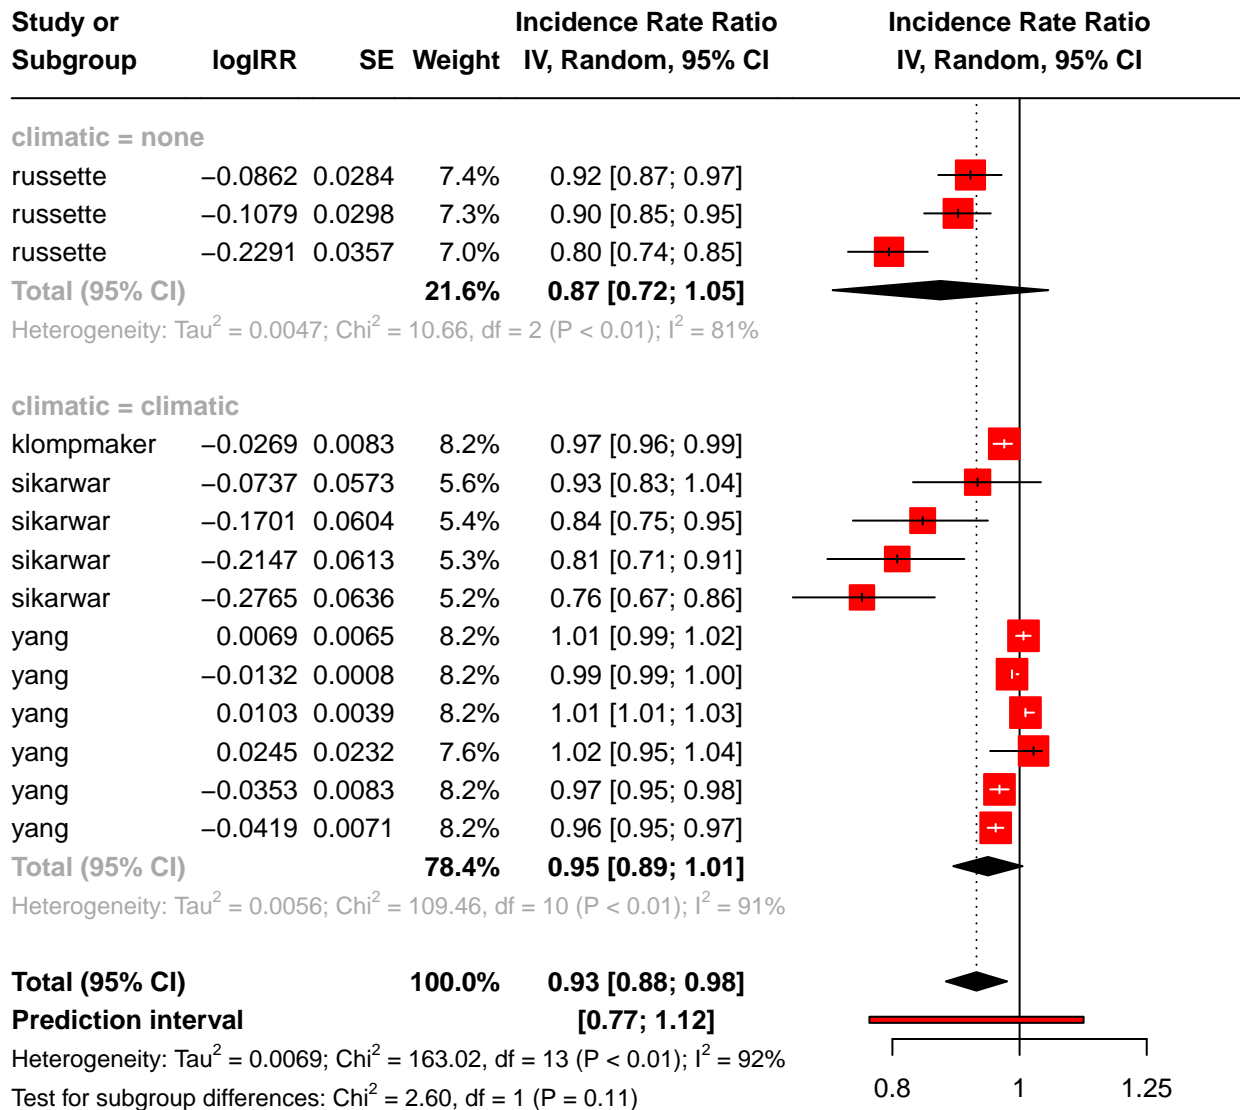 Study or Incidence Rate Ratio Incidence Rate Ratio
Subgroup logIRR SE Weight IV, Random, 95% CI IV, Random, 95% CI
climatic = none
russette −0.0862 0.0284 7.4% 0.92 [0.87; 0.97]
russette −0.1079 0.0298 7.3% 0.90 [0.85; 0.95]
russette −0.2291 0.0357 7.0% 0.80 [0.74; 0.85]
Total (95% CI) 21.6% 0.87 [0.72; 1.05]
Heterogeneity: Tau² = 0.0047; Chi² = 10.66, df = 2 (P < 0.01); I² = 81%
climatic = climatic
klompmaker −0.0269 0.0083 8.2% 0.97 [0.96; 0.99]
sikarwar −0.0737 0.0573 5.6% 0.93 [0.83; 1.04]
sikarwar −0.1701 0.0604 5.4% 0.84 [0.75; 0.95]
sikarwar −0.2147 0.0613 5.3% 0.81 [0.71; 0.91]
sikarwar −0.2765 0.0636 5.2% 0.76 [0.67; 0.86]
yang 0.0069 0.0065 8.2% 1.01 [0.99; 1.02]
yang −0.0132 0.0008 8.2% 0.99 [0.99; 1.00]
yang 0.0103 0.0039 8.2% 1.01 [1.01; 1.03]
yang 0.0245 0.0232 7.6% 1.02 [0.95; 1.04]
yang −0.0353 0.0083 8.2% 0.97 [0.95; 0.98]
yang −0.0419 0.0071 8.2% 0.96 [0.95; 0.97]
Total (95% CI) 78.4% 0.95 [0.89; 1.01]
Heterogeneity: Tau² = 0.0056; Chi² = 109.46, df = 10 (P < 0.01); I² = 91%
Total (95% CI) 100.0% 0.93 [0.88; 0.98]
Prediction interval [0.77; 1.12]
Heterogeneity: Tau² = 0.0069; Chi² = 163.02, df = 13 (P < 0.01); I² = 92%
Test for subgroup differences: Chi² = 2.60, df = 1 (P = 0.11)
0.8 1 1.25